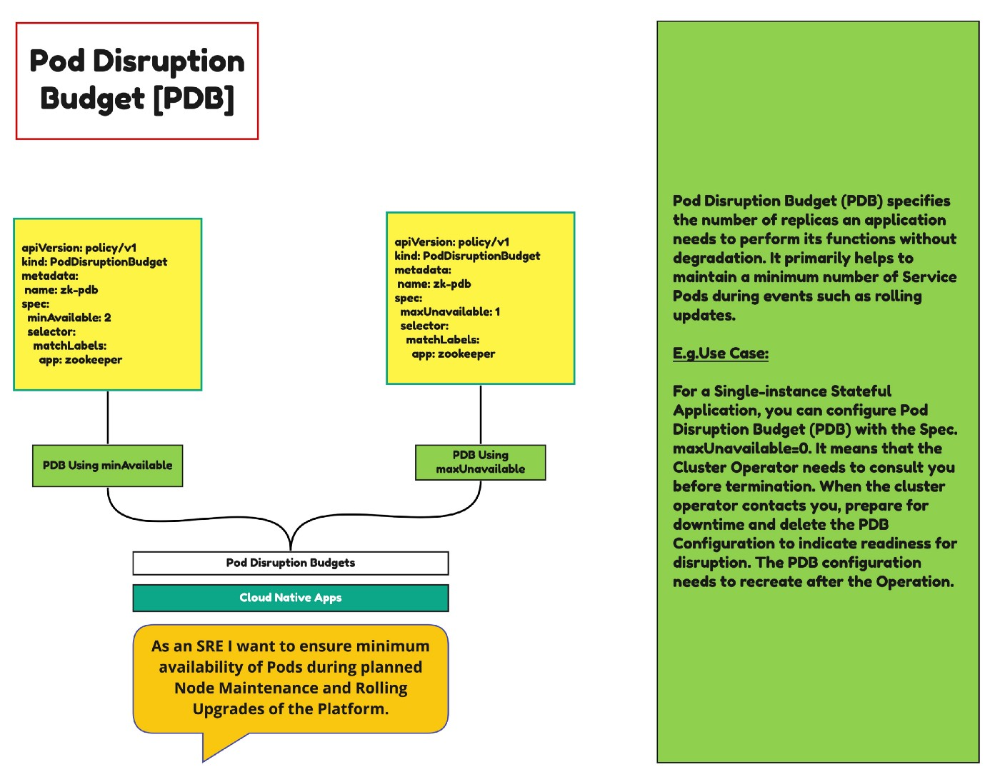 Pod Disruption
Budget [PDB]
apiVersion: policy/v1
kind: PodDisruptionBudget
metadata:
 name: zk-pdb
spec:
  minAvailable: 2
  selector:
    matchLabels:
      app: zookeeper
apiVersion: policy/v1
kind: PodDisruptionBudget
metadata:
 name: zk-pdb
spec:
  maxUnavailable: 1
  selector:
    matchLabels:
      app: zookeeper
PDB Using minAvailable
PDB Using
maxUnavailable
Pod Disruption Budgets
Cloud Native Apps
As an SRE I want to ensure minimum
availability of Pods during planned
Node Maintenance and Rolling
Upgrades of the Platform.
Pod Disruption Budget (PDB) specifies
the number of replicas an application
needs to perform its functions without
degradation. It primarily helps to
maintain a minimum number of Service
Pods during events such as rolling
updates.
E.g.Use Case:
For a Single-instance Stateful
Application, you can configure Pod
Disruption Budget (PDB) with the Spec.
maxUnavailable=0. It means that the
Cluster Operator needs to consult you
before termination. When the cluster
operator contacts you, prepare for
downtime and delete the PDB
Configuration to indicate readiness for
disruption. The PDB configuration
needs to recreate after the Operation.